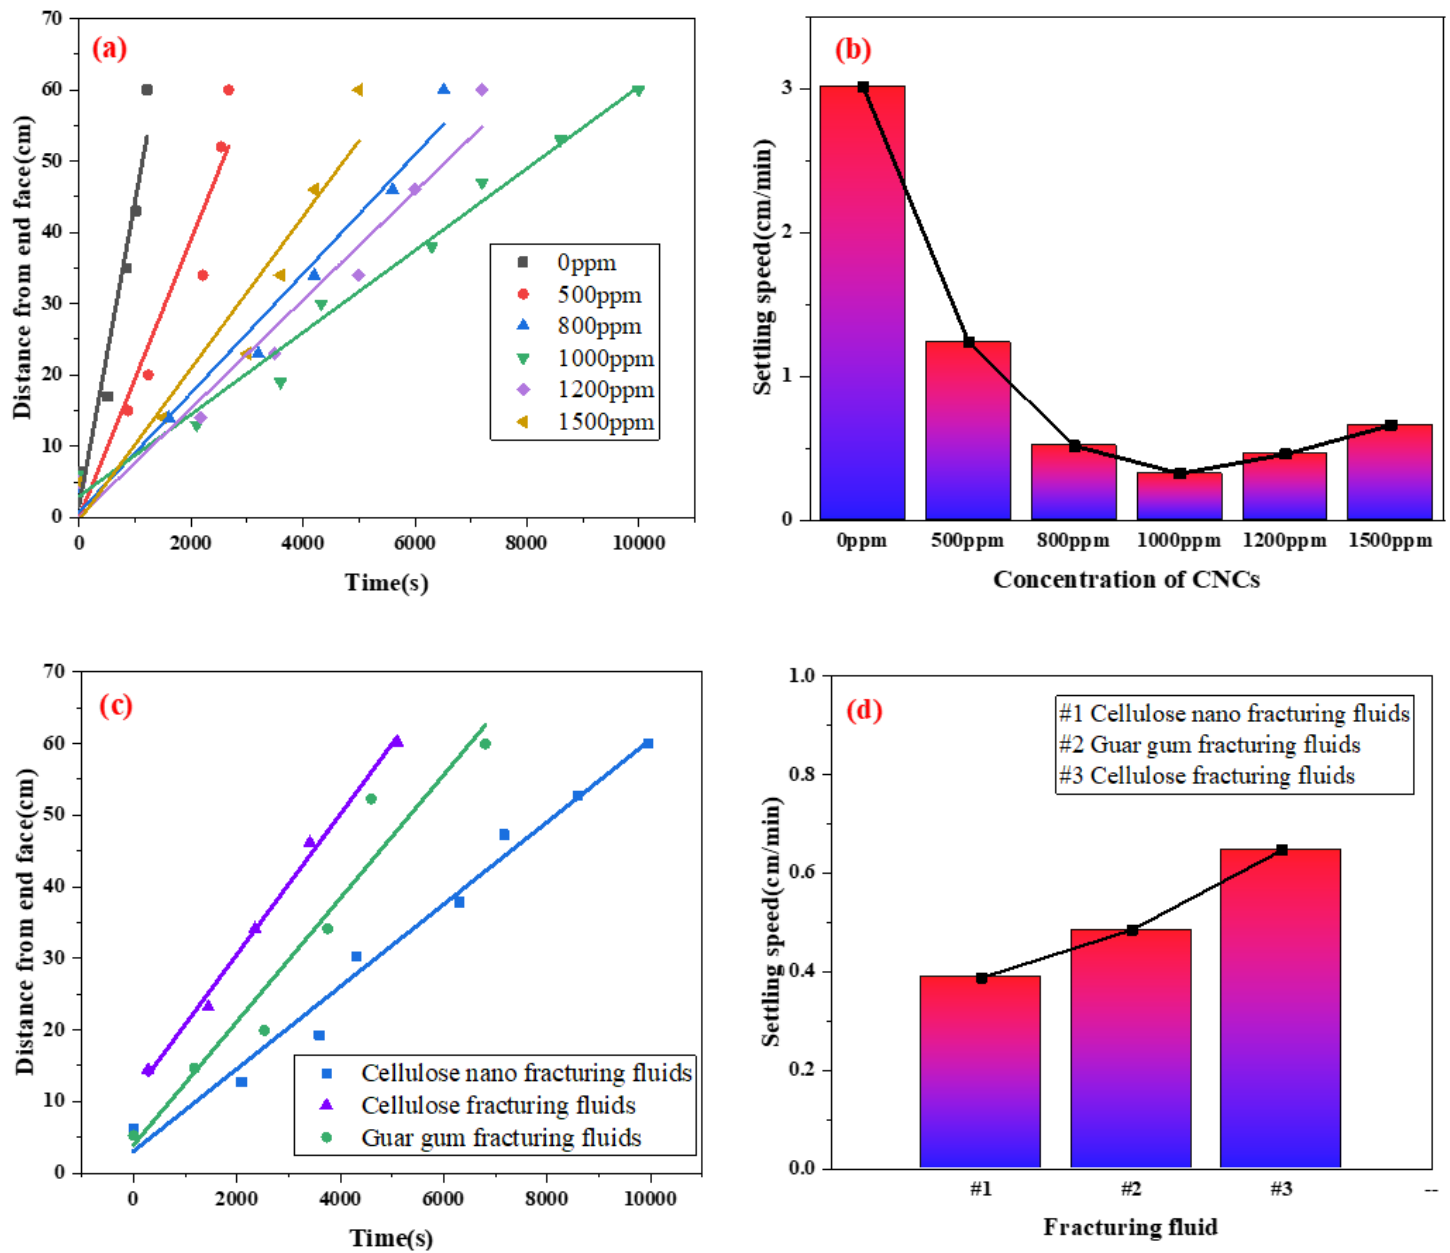 (a)
Distance from end face(cm)
70
60
50
40
30
20
10
0
0 2000 4000 6000 8000 10000
Time(s)
0ppm
500ppm
800ppm
1000ppm
1200ppm
1500ppm
(b)
Settling speed(cm/min)
3
2
1
0
0ppm 500ppm 800ppm 1000ppm 1200ppm 1500ppm
Concentration of CNCs
(c)
Distance from end face(cm)
70
60
50
40
30
20
10
0
0 2000 4000 6000 8000 10000
Time(s)
Cellulose nano fracturing fluids
Cellulose fracturing fluids
Guar gum fracturing fluids
(d)
Settling speed(cm/min)
1.0
0.8
0.6
0.4
0.2
0.0
#1 #2 #3 --
Fracturing fluid
#1 Cellulose nano fracturing fluids
#2 Guar gum fracturing fluids
#3 Cellulose fracturing fluids